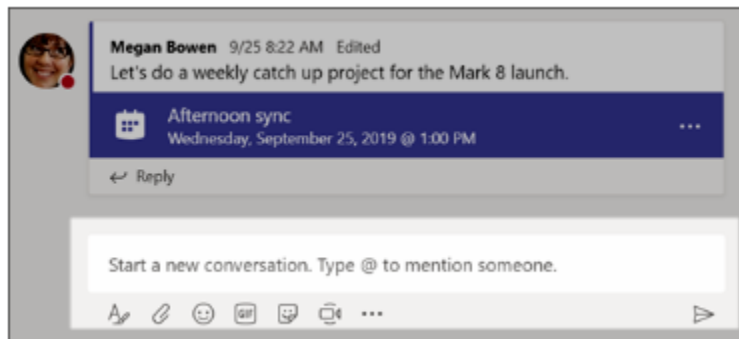 Megan Bowen 9/25 8:22 AM Edited
Let's do a weekly catch up project for the Mark 8 launch.
Afternoon sync
Wednesday, September 25, 2019 @ 1:00 PM
Reply
Start a new conversation. Type @ to mention someone.
GIF